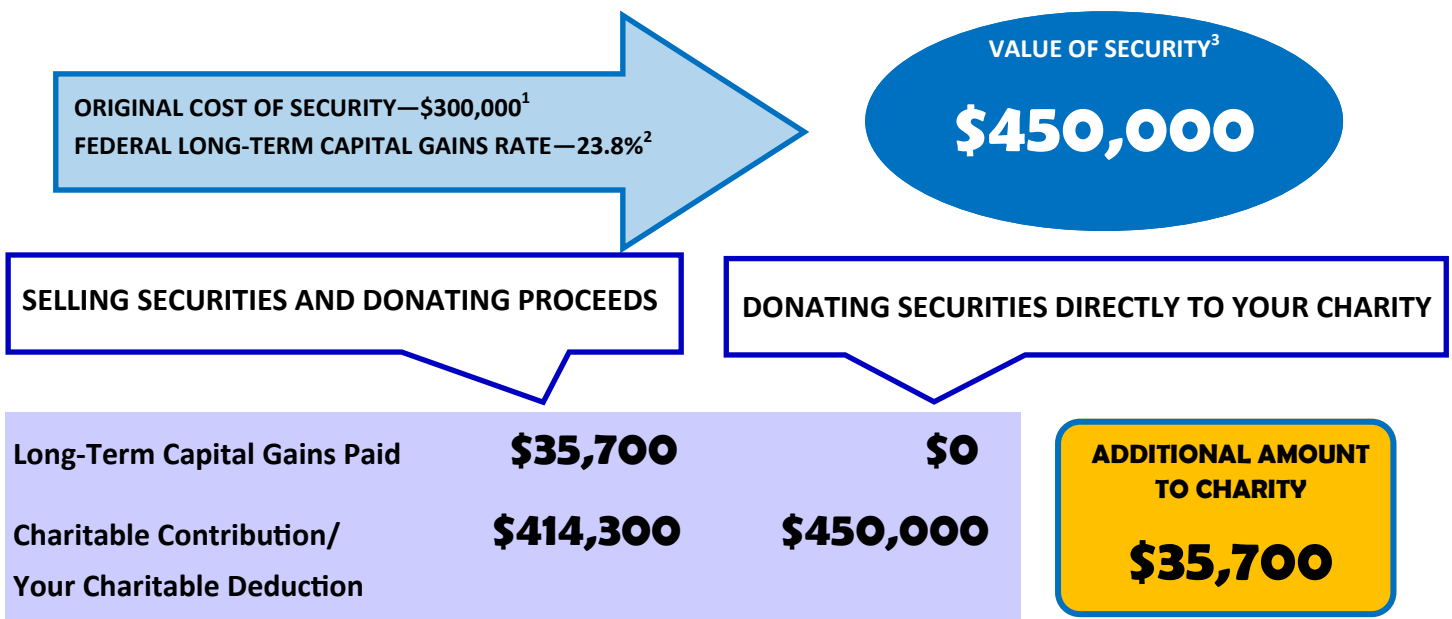 ORIGINAL COST OF SECURITY—$300,000¹
FEDERAL LONG-TERM CAPITAL GAINS RATE—23.8%²
VALUE OF SECURITY³
$450,000
SELLING SECURITIES AND DONATING PROCEEDS
DONATING SECURITIES DIRECTLY TO YOUR CHARITY
Long-Term Capital Gains Paid $35,700 $0
Charitable Contribution/ $414,300 $450,000
Your Charitable Deduction
ADDITIONAL AMOUNT
TO CHARITY
$35,700